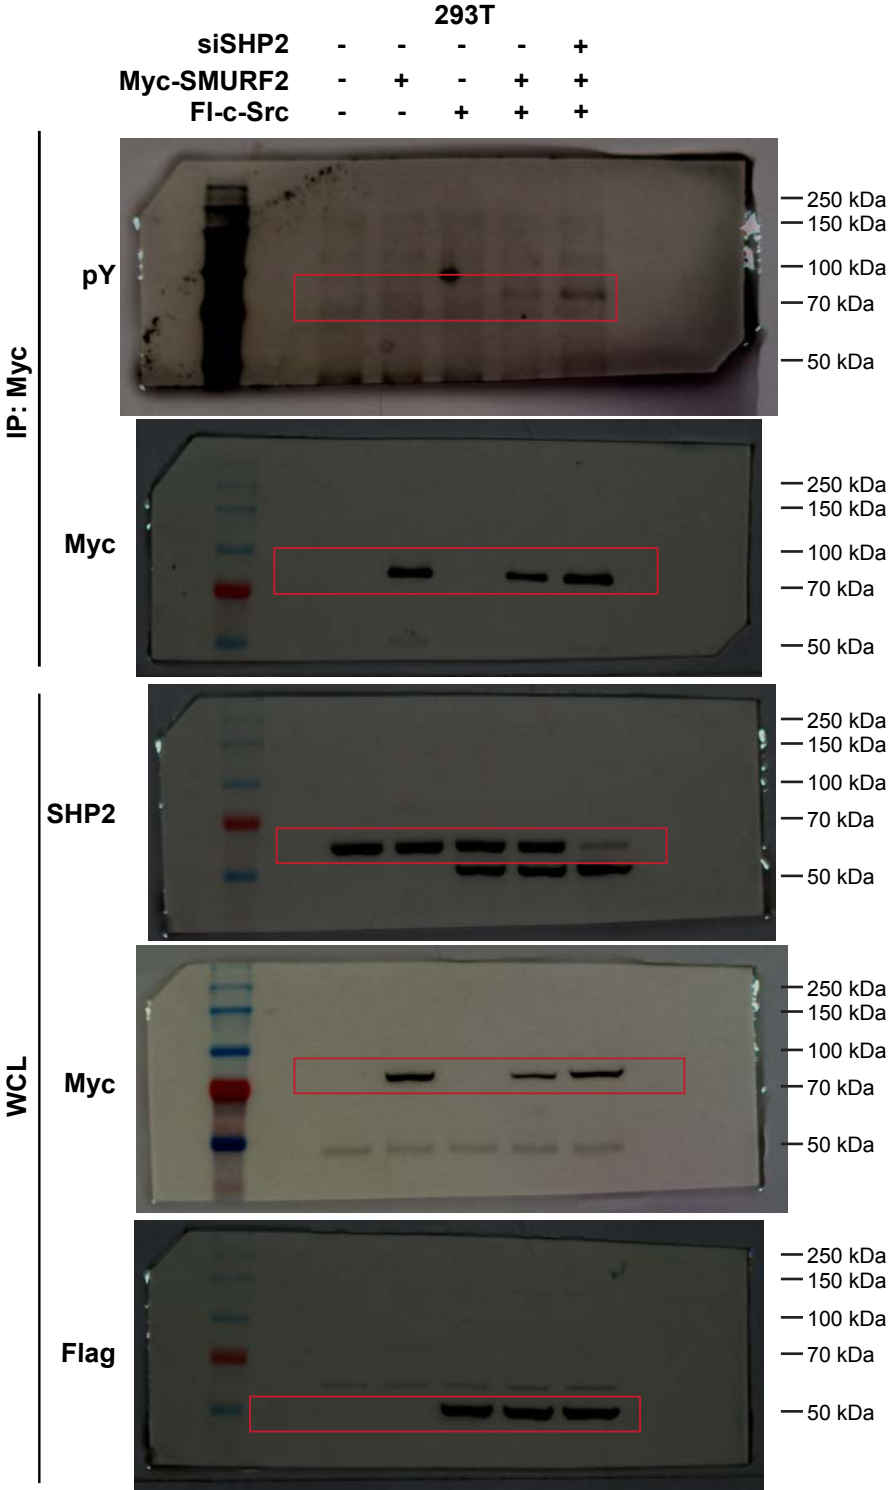 293T
siSHP2 - - - - +
Myc-SMURF2 - + - + +
Fl-c-Src - - + + +
IP: Myc
pY
250 kDa
150 kDa
100 kDa
70 kDa
50 kDa
Myc
250 kDa
150 kDa
100 kDa
70 kDa
50 kDa
WCL
SHP2
250 kDa
150 kDa
100 kDa
70 kDa
50 kDa
Myc
250 kDa
150 kDa
100 kDa
70 kDa
50 kDa
Flag
250 kDa
150 kDa
100 kDa
70 kDa
50 kDa